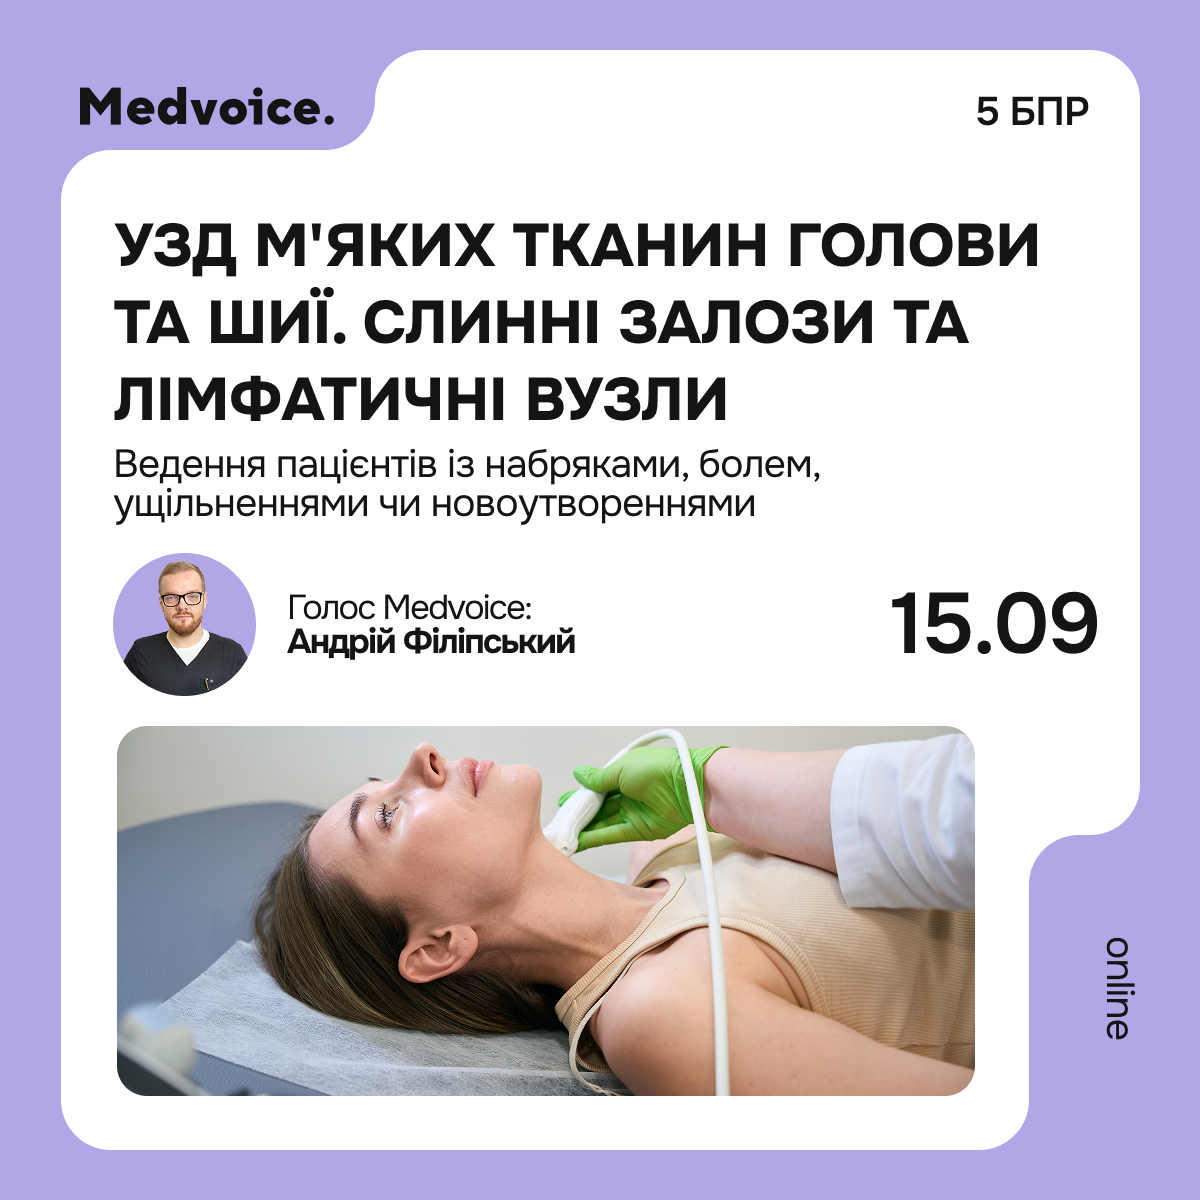 Medvoice.
5 БПР
УЗД М'ЯКИХ ТКАНИН ГОЛОВИ
ТА ШИЇ. СЛИННІ ЗАЛОЗИ ТА
ЛІМФАТИЧНІ ВУЗЛИ
Ведення пацієнтів із набряками, болем,
ущільненнями чи новоутвореннями
Голос Medvoice:
Андрій Філіпський
15.09
online